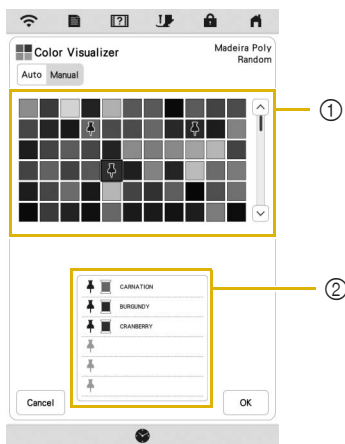 Color Visualizer
Madeira Poly
Random
Auto Manual
①
②
CARNATION
BURGUNDY
CRANBERRY
Cancel
OK